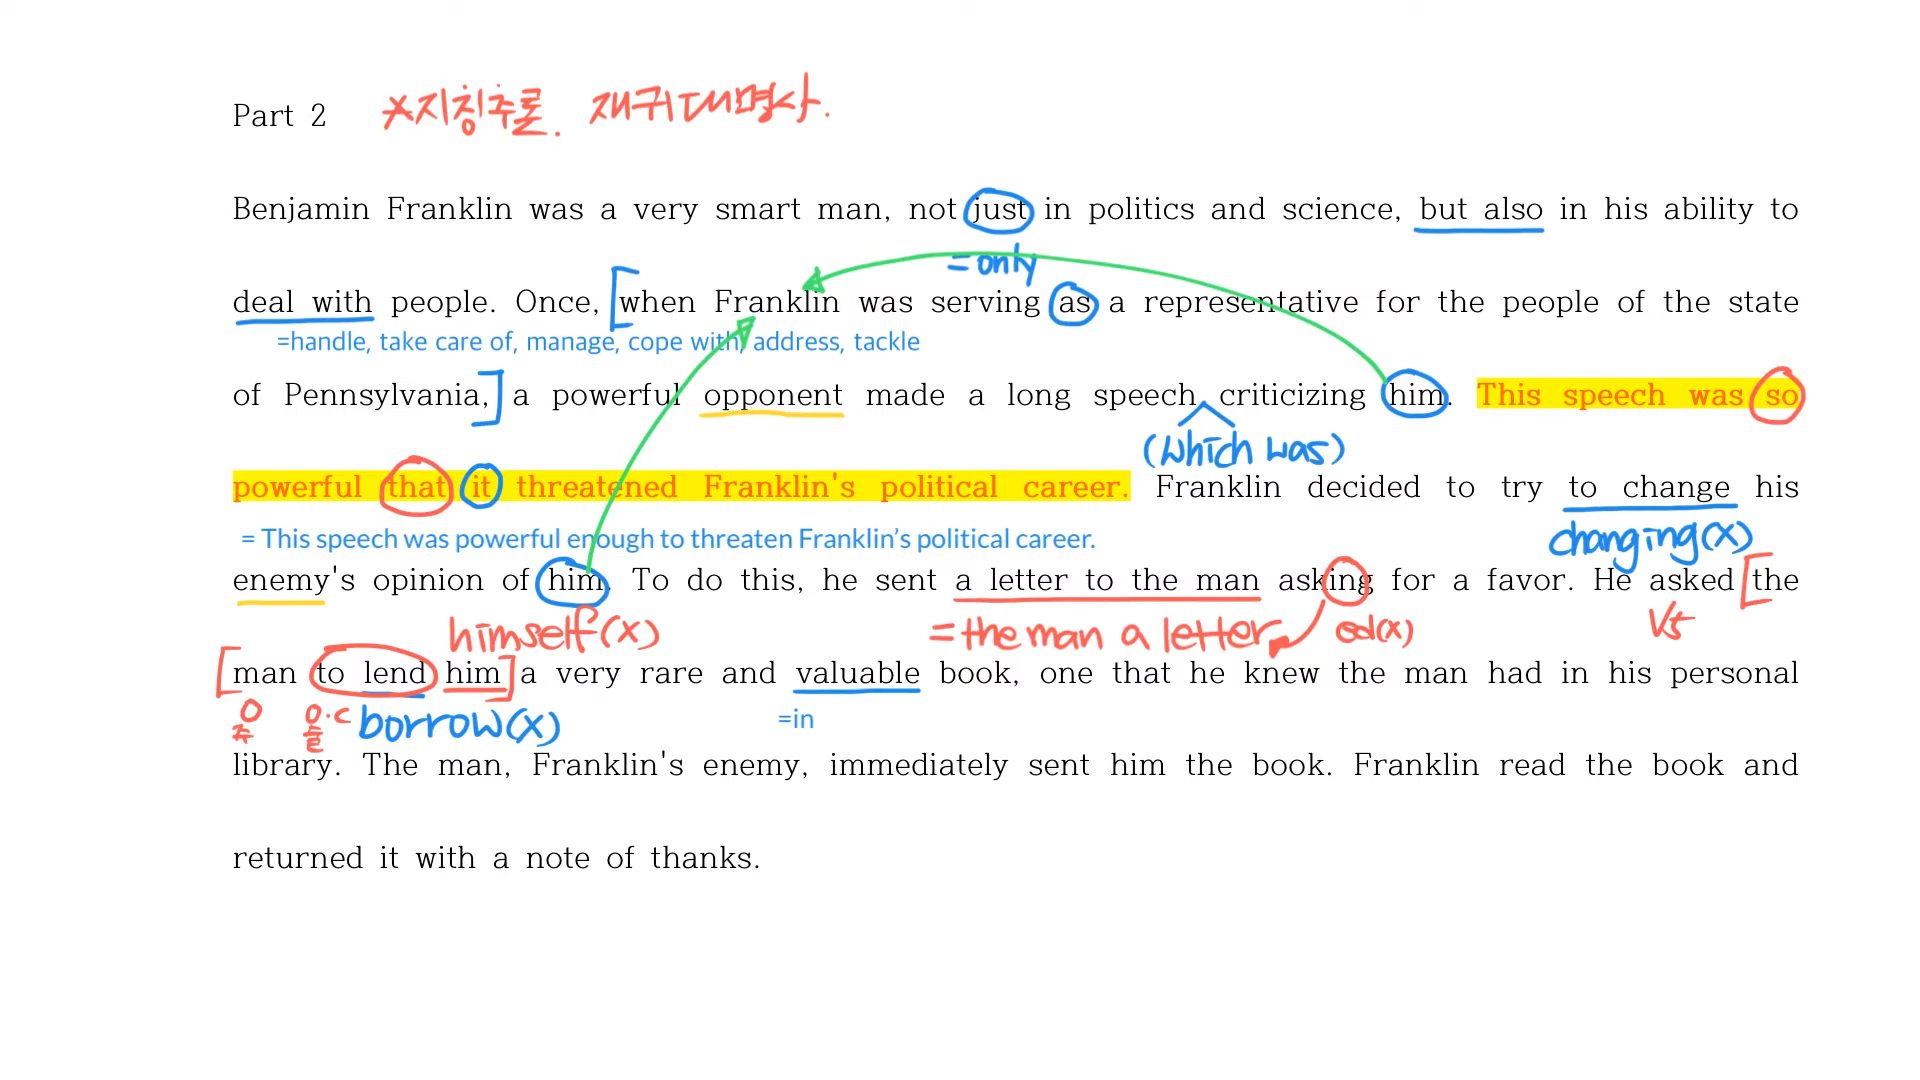 Part 2 *지칭추론. 재귀대명사.
Benjamin Franklin was a very smart man, not just in politics and science, but also in his ability to
=only
deal with people. Once, [when Franklin was serving as a representative for the people of the state
=handle, take care of, manage, cope with, address, tackle
of Pennsylvania,] a powerful opponent made a long speech criticizing him. This speech was so
(which was)
powerful that it threatened Franklin's political career. Franklin decided to try to change his
= This speech was powerful enough to threaten Franklin's political career. changing(x)
enemy's opinion of him. To do this, he sent a letter to the man asking for a favor. He asked [the
himself(x) =the man a letter ed(x) V5
[man to lend him] a very rare and valuable book, one that he knew the man had in his personal
O O·C borrow(x) =in
주 술
library. The man, Franklin's enemy, immediately sent him the book. Franklin read the book and
returned it with a note of thanks.